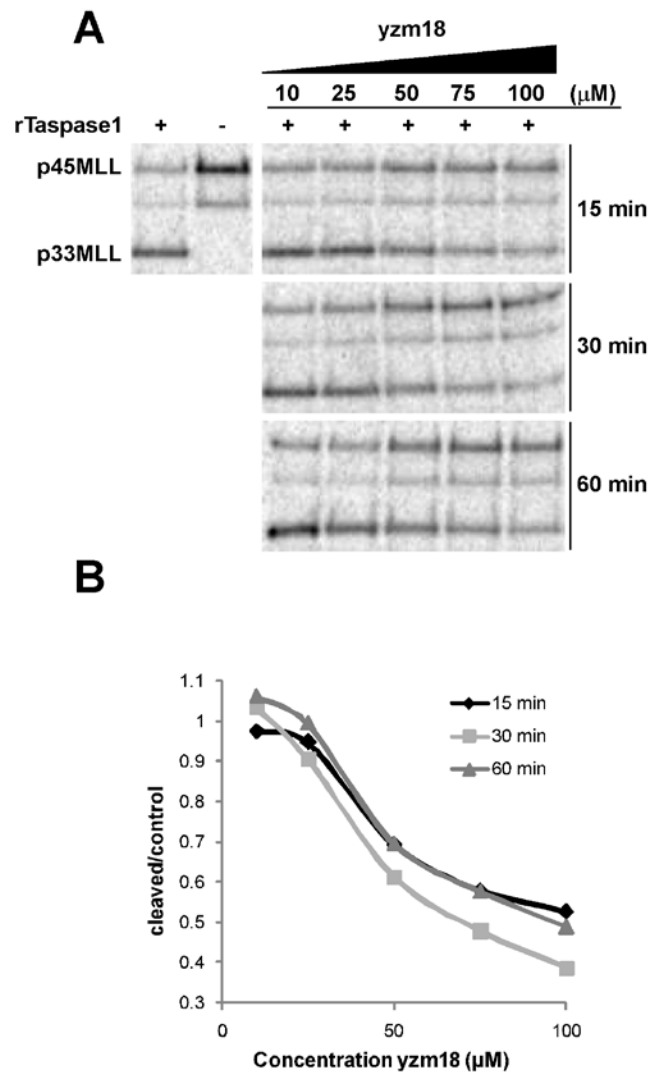 A
yzm18
10 25 50 75 100 (µM)
rTaspase1 + - + + + + +
p45MLL
p33MLL
15 min
30 min
60 min
B
1.1
1
0.9
0.8
0.7
0.6
0.5
0.4
0.3
0 50 100
cleaved/control
Concentration yzm18 (µM)
15 min
30 min
60 min